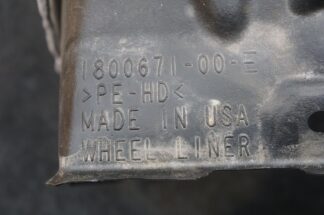 1800671-00-E
>PE-HD<
MADE IN USA
WHEEL LINER